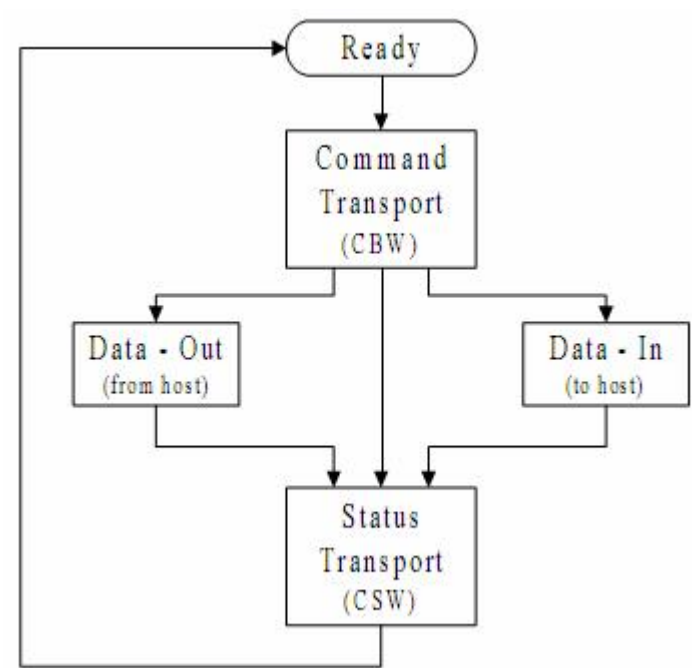 Ready
Command
Transport
(CBW)
Data - Out
(from host)
Data - In
(to host)
Status
Transport
(CSW)